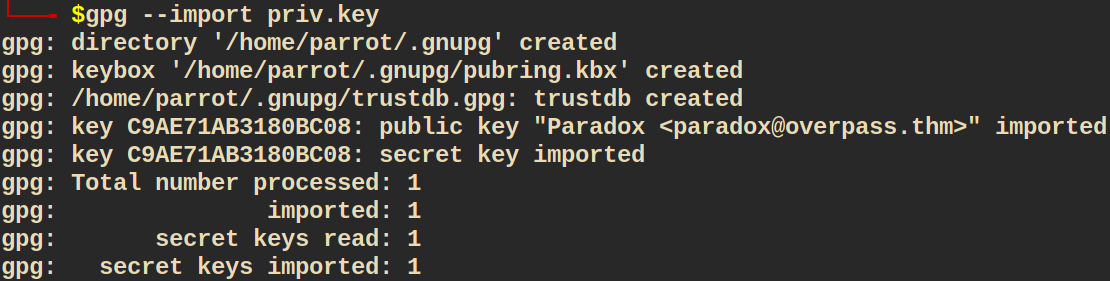 $gpg --import priv.key
gpg: directory '/home/parrot/.gnupg' created
gpg: keybox '/home/parrot/.gnupg/pubring.kbx' created
gpg: /home/parrot/.gnupg/trustdb.gpg: trustdb created
gpg: key C9AE71AB3180BC08: public key "Paradox <paradox@overpass.thm>" imported
gpg: key C9AE71AB3180BC08: secret key imported
gpg: Total number processed: 1
gpg:               imported: 1
gpg:       secret keys read: 1
gpg:   secret keys imported: 1